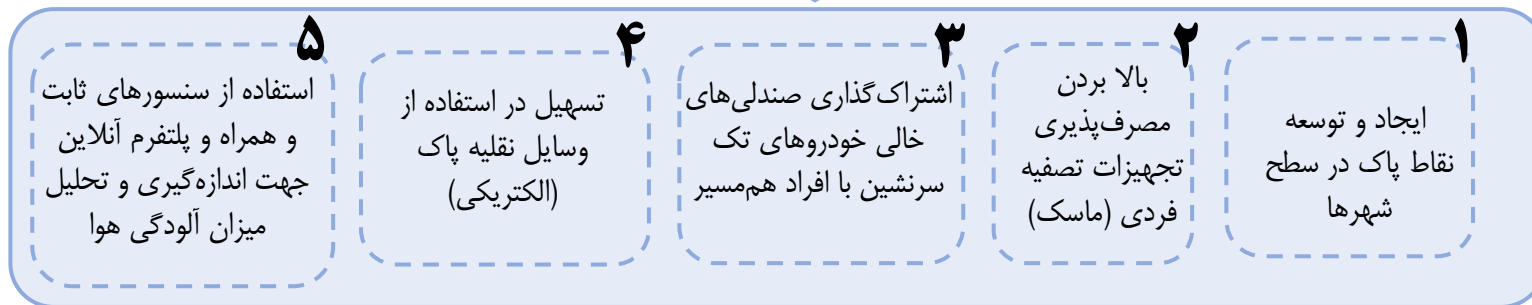 ۱
ایجاد و توسعه
نقاط پاک در سطح
شهرها
۲
بالا بردن
مصرف‌پذیری
تجهیزات تصفیه
فردی (ماسک)
۳
اشتراک‌گذاری صندلی‌های
خالی خودروهای تک
سرنشین با افراد هم‌مسیر
۴
تسهیل در استفاده از
وسایل نقلیه پاک
(الکتریکی)
۵
استفاده از سنسورهای ثابت
و همراه و پلتفرم آنلاین
جهت اندازه‌گیری و تحلیل
میزان آلودگی هوا